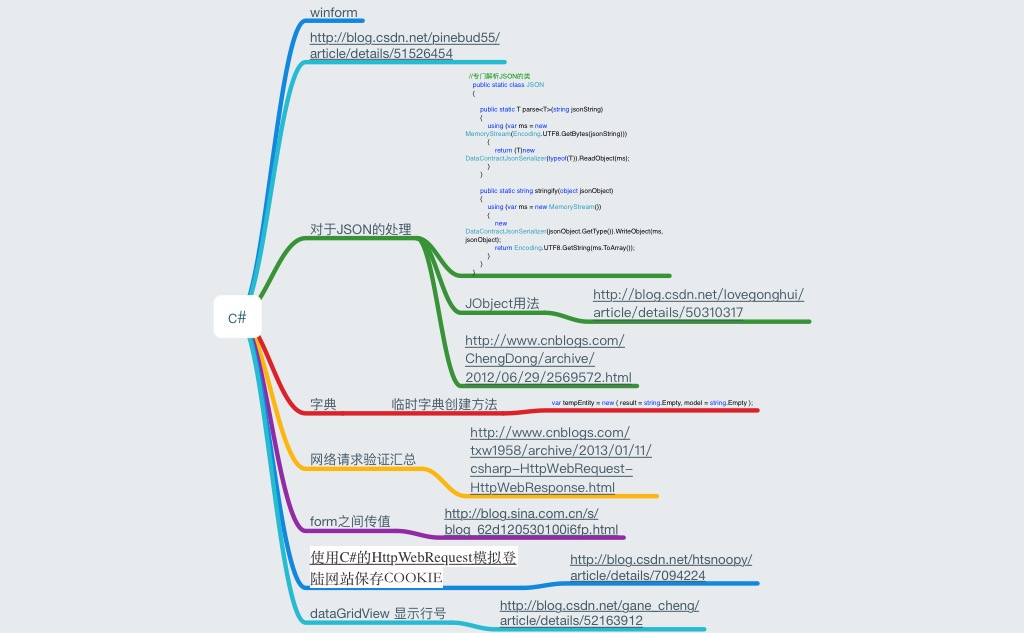 winform
http://blog.csdn.net/pinebud55/
article/details/51526454
//专门解析JSON的类
public static class JSON
{
public static T parse<T>(string jsonString)
{
using (var ms = new
MemoryStream(Encoding.UTF8.GetBytes(jsonString)))
{
return (T)new
DataContractJsonSerializer(typeof(T)).ReadObject(ms);
}
}
public static string stringify(object jsonObject)
{
using (var ms = new MemoryStream())
{
new
DataContractJsonSerializer(jsonObject.GetType()).WriteObject(ms,
jsonObject);
return Encoding.UTF8.GetString(ms.ToArray());
}
}
}
对于JSON的处理
JObject用法
http://blog.csdn.net/lovegonghui/
article/details/50310317
c#
http://www.cnblogs.com/
ChengDong/archive/
2012/06/29/2569572.html
字典
临时字典创建方法
var tempEntity = new { result = string.Empty, model = string.Empty };
网络请求验证汇总
http://www.cnblogs.com/
txw1958/archive/2013/01/11/
csharp-HttpWebRequest-
HttpWebResponse.html
form之间传值
http://blog.sina.com.cn/s/
blog_62d120530100i6fp.html
使用C#的HttpWebRequest模拟登
陆网站保存COOKIE
http://blog.csdn.net/htsnoopy/
article/details/7094224
dataGridView 显示行号
http://blog.csdn.net/gane_cheng/
article/details/52163912